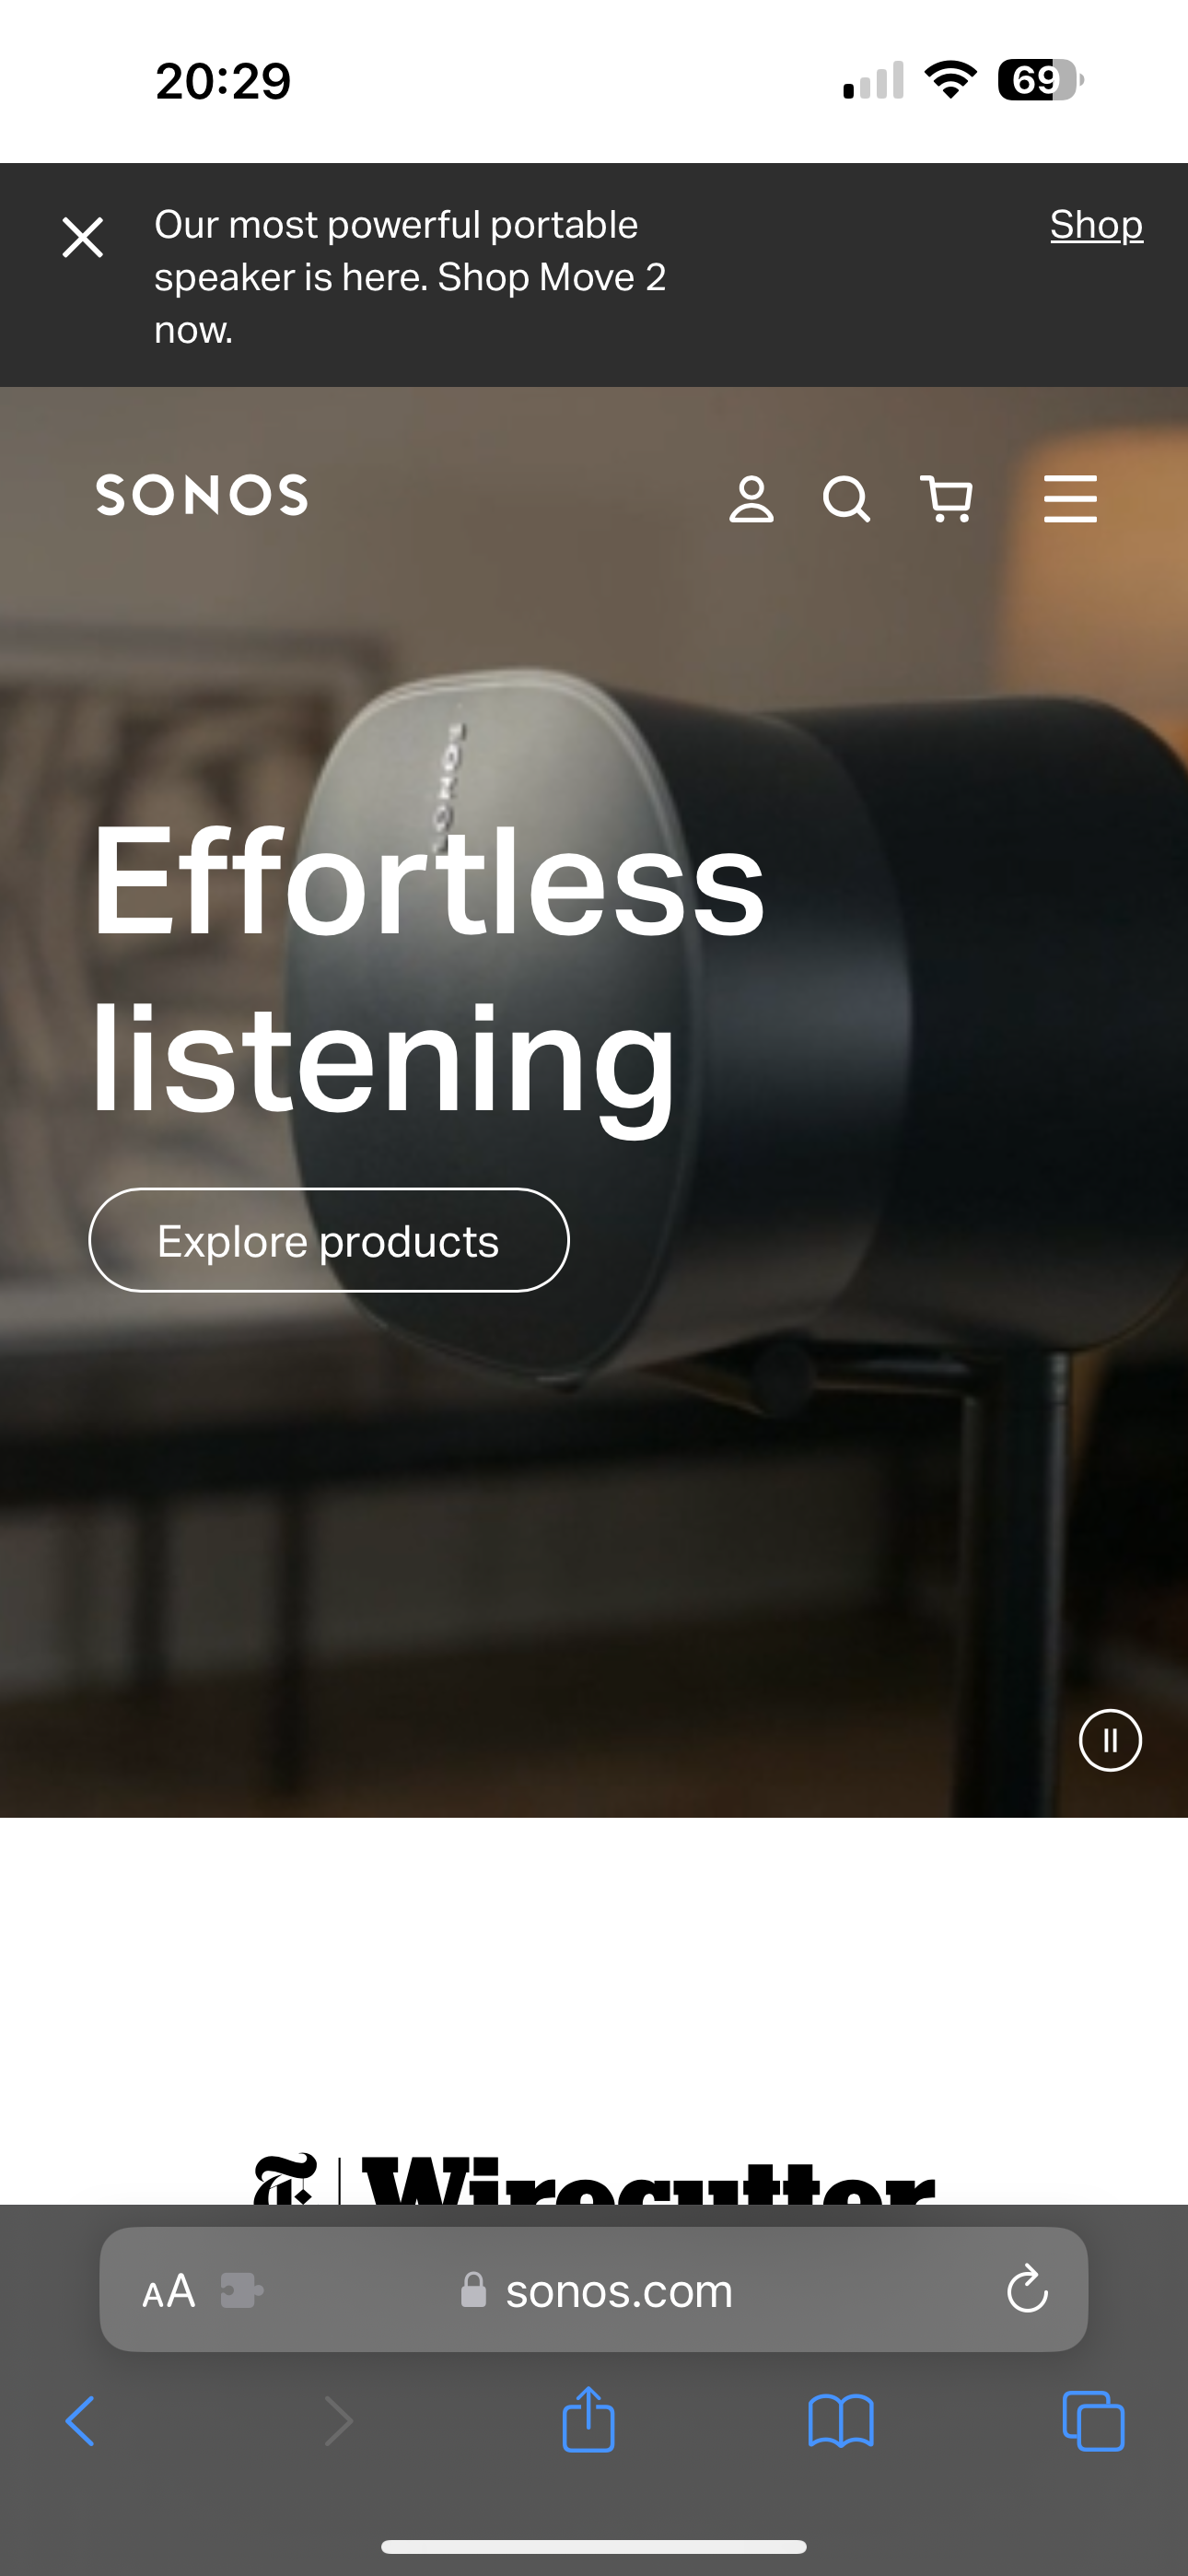 20:29
69
Our most powerful portable
speaker is here. Shop Move 2
now.
Shop
SONOS
SONOS
Effortless
listening
Explore products
T Wirecutter
AA
sonos.com